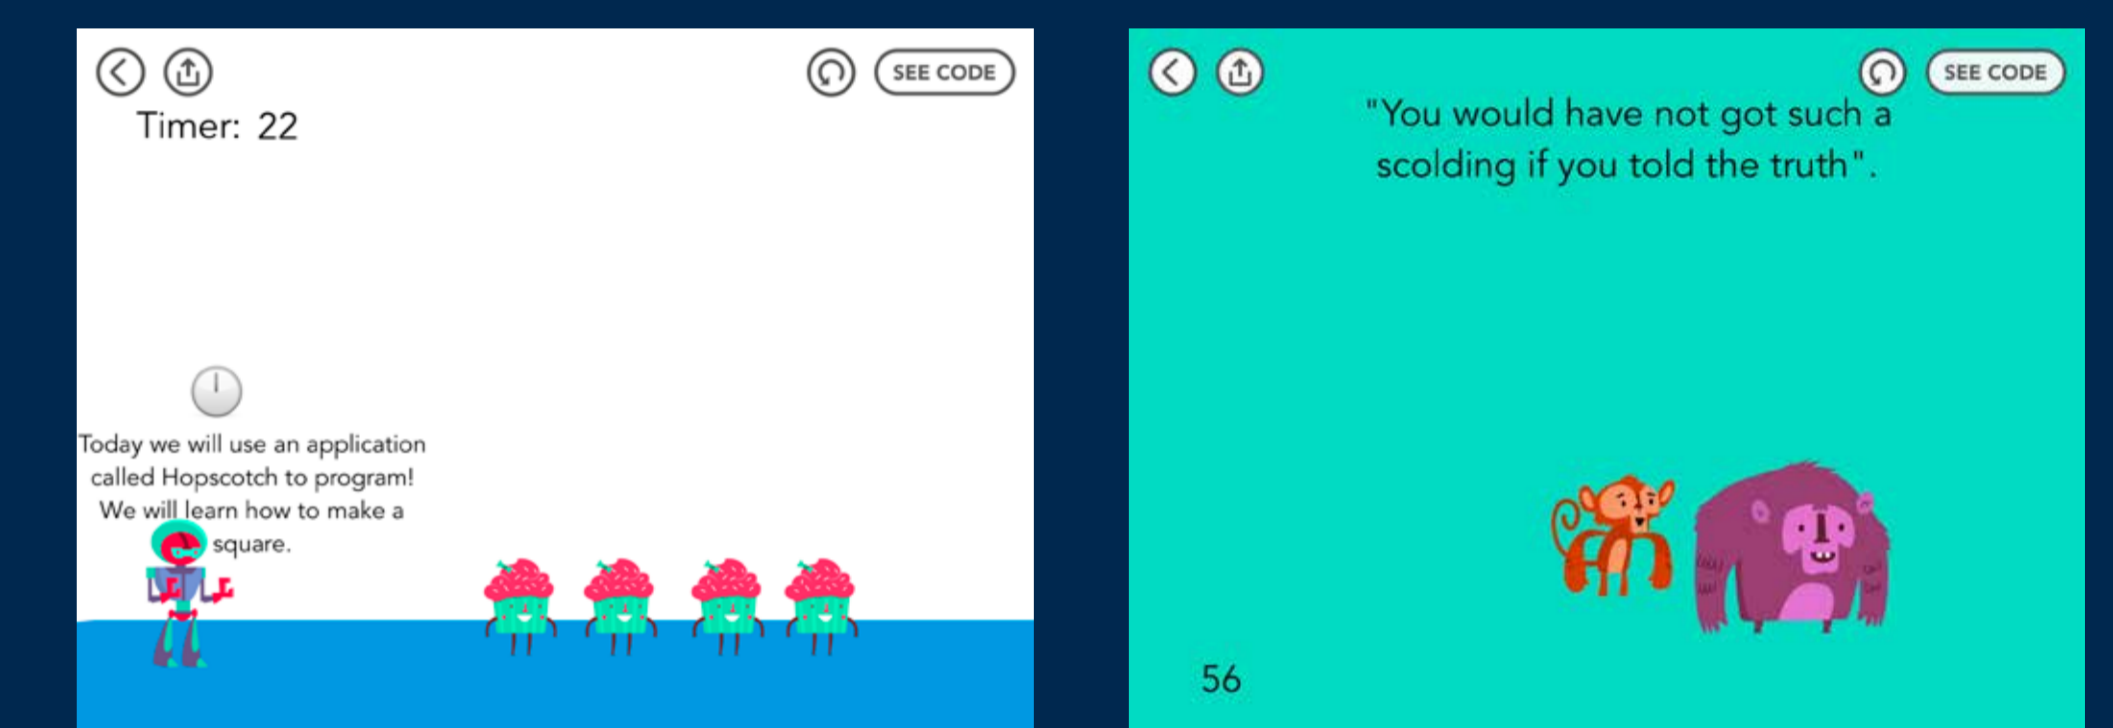 SEE CODE
Timer: 22
Today we will use an application
called Hopscotch to program!
We will learn how to make a
square.
SEE CODE
"You would have not got such a
scolding if you told the truth".
56